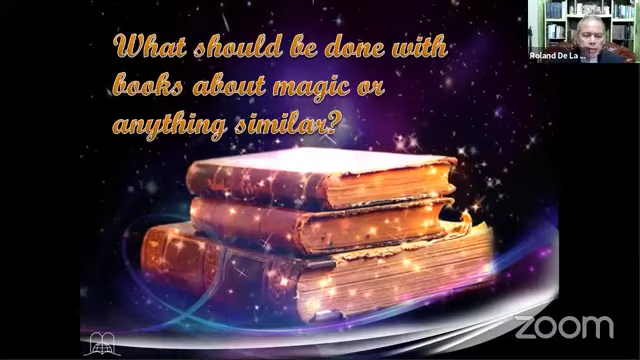 What should be done with
books about magic or
anything similar?
Roland De La ...
zoom